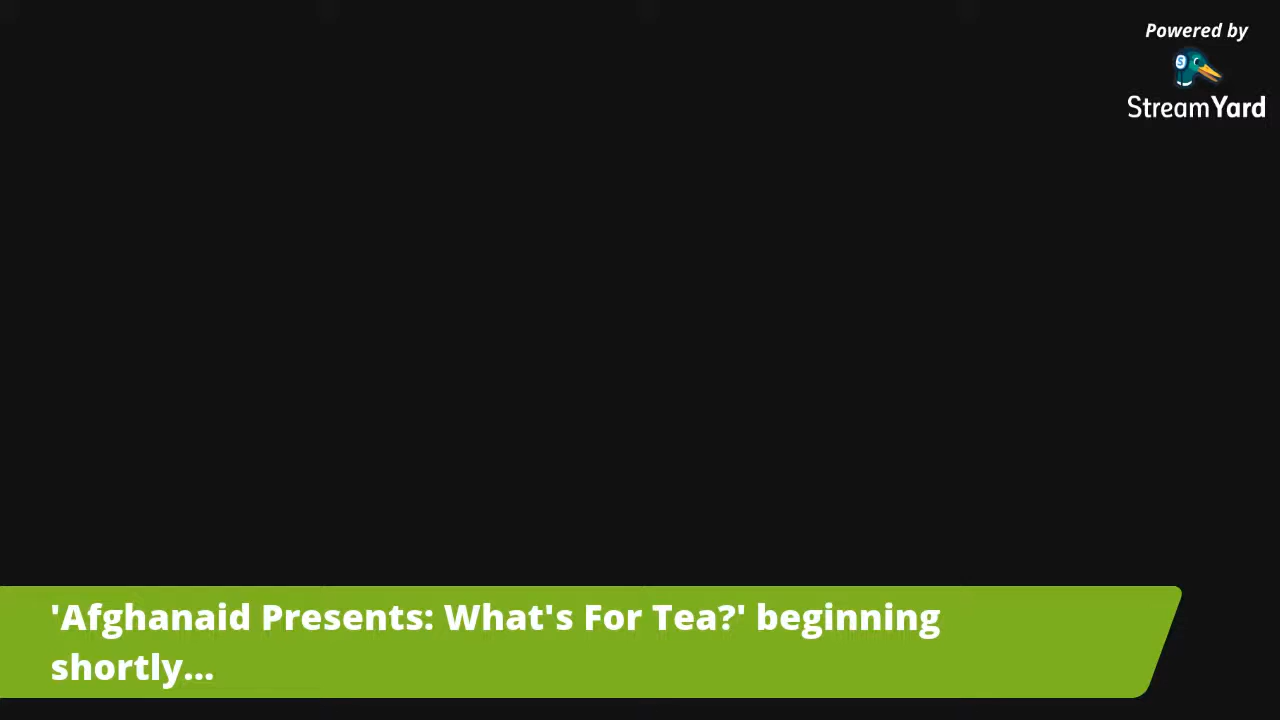 Powered by
S
StreamYard
'Afghanaid Presents: What's For Tea?' beginning
shortly...